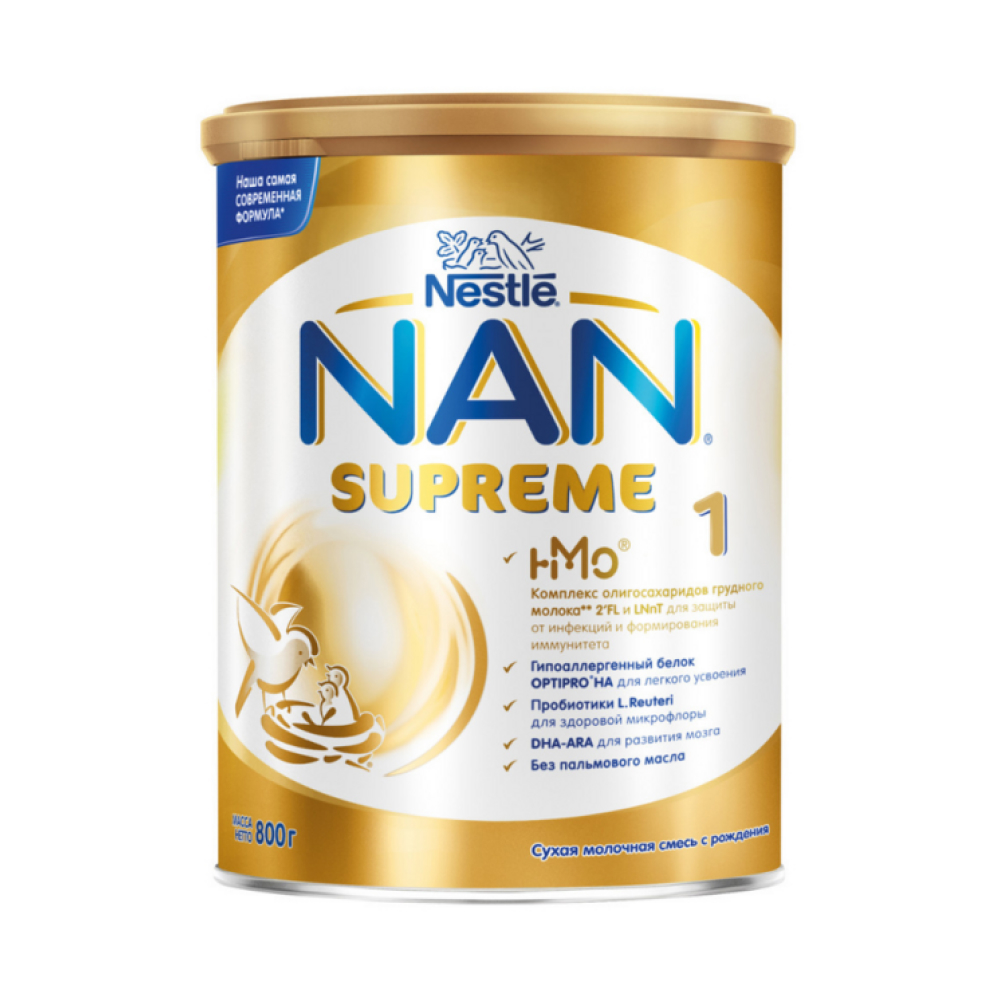 Наша самая
СОВРЕМЕННАЯ
ФОРМУЛА*
Nestlé®
NAN®
SUPREME
1
HMO®
Комплекс олигосахаридов грудного
молока** 2'FL и LNnT для защиты
от инфекций и формирования
иммунитета
Гипоаллергенный белок
OPTIPRO®HA для легкого усвоения
Пробиотики L.Reuteri
для здоровой микрофлоры
DHA-ARA для развития мозга
Без пальмового масла
МАССА
НЕТТО 800г
Сухая молочная смесь с рождения